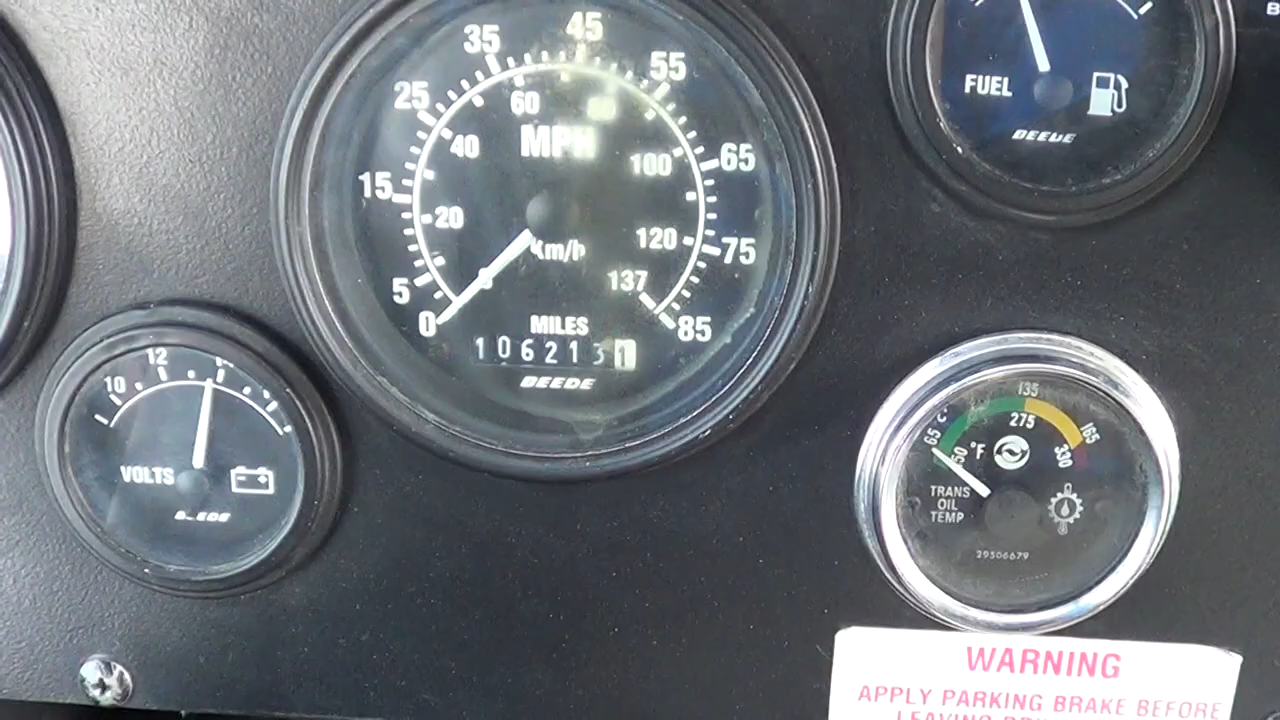 45
35
55
25
60
MPH
40
65
100
15
20
Km/h
120
75
137
5
0
MILES
85
106213 1
BEEDE
FUEL
BEEDE
12
10
VOLTS
BEEDE
135
275
165
65 °C
°F
330
TRANS
OIL
TEMP
29506679
WARNING
APPLY PARKING BRAKE BEFORE